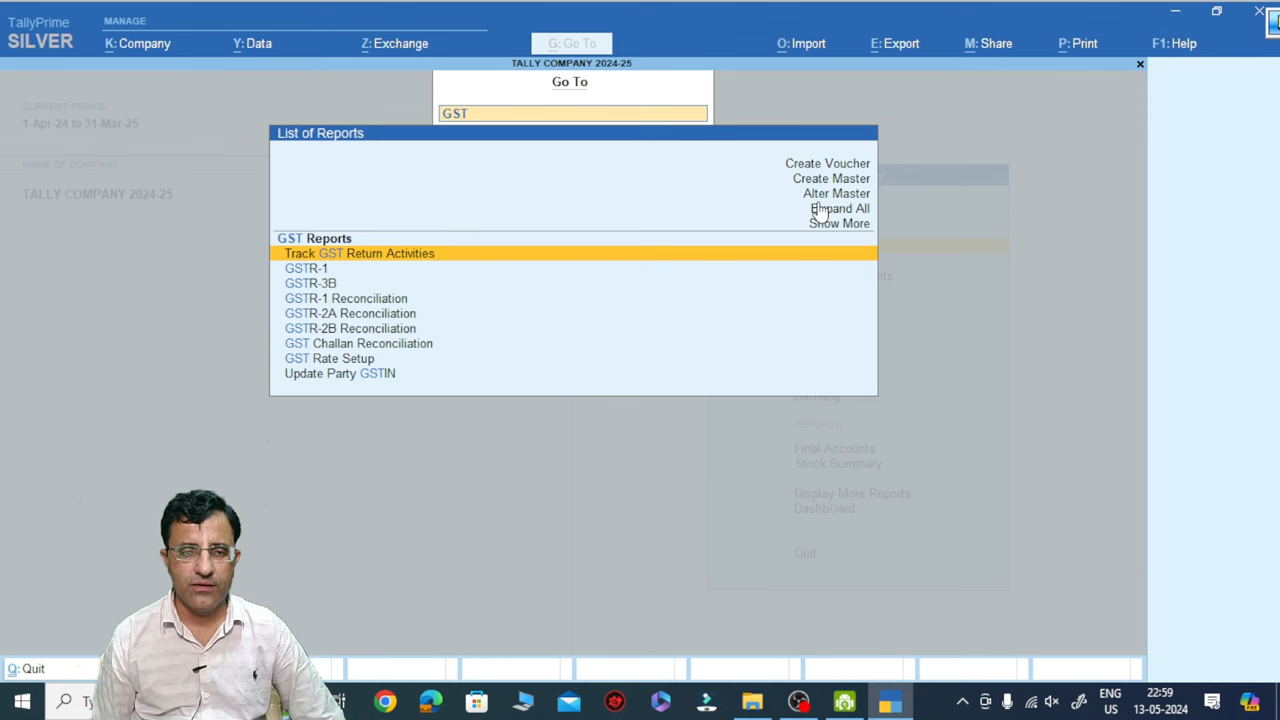 TallyPrime
SILVER
MANAGE
K: Company
Y: Data
Z: Exchange
G: Go To
O: Import
E: Export
M: Share
P: Print
F1: Help
TALLY COMPANY 2024-25
×
Go To
GST
CURRENT PERIOD
1-Apr-24 to 31-Mar-25
NAME OF COMPANY
TALLY COMPANY 2024-25
List of Reports
Create Voucher
Create Master
Alter Master
Expand All
Show More
GST Reports
Track GST Return Activities
GSTR-1
GSTR-3B
GSTR-1 Reconciliation
GSTR-2A Reconciliation
GSTR-2B Reconciliation
GST Challan Reconciliation
GST Rate Setup
Update Party GSTIN
Banking
REPORTS
Final Accounts
Stock Summary
Display More Reports
DashbOard
Quit
Q: Quit
ENG
US
22:59
13-05-2024